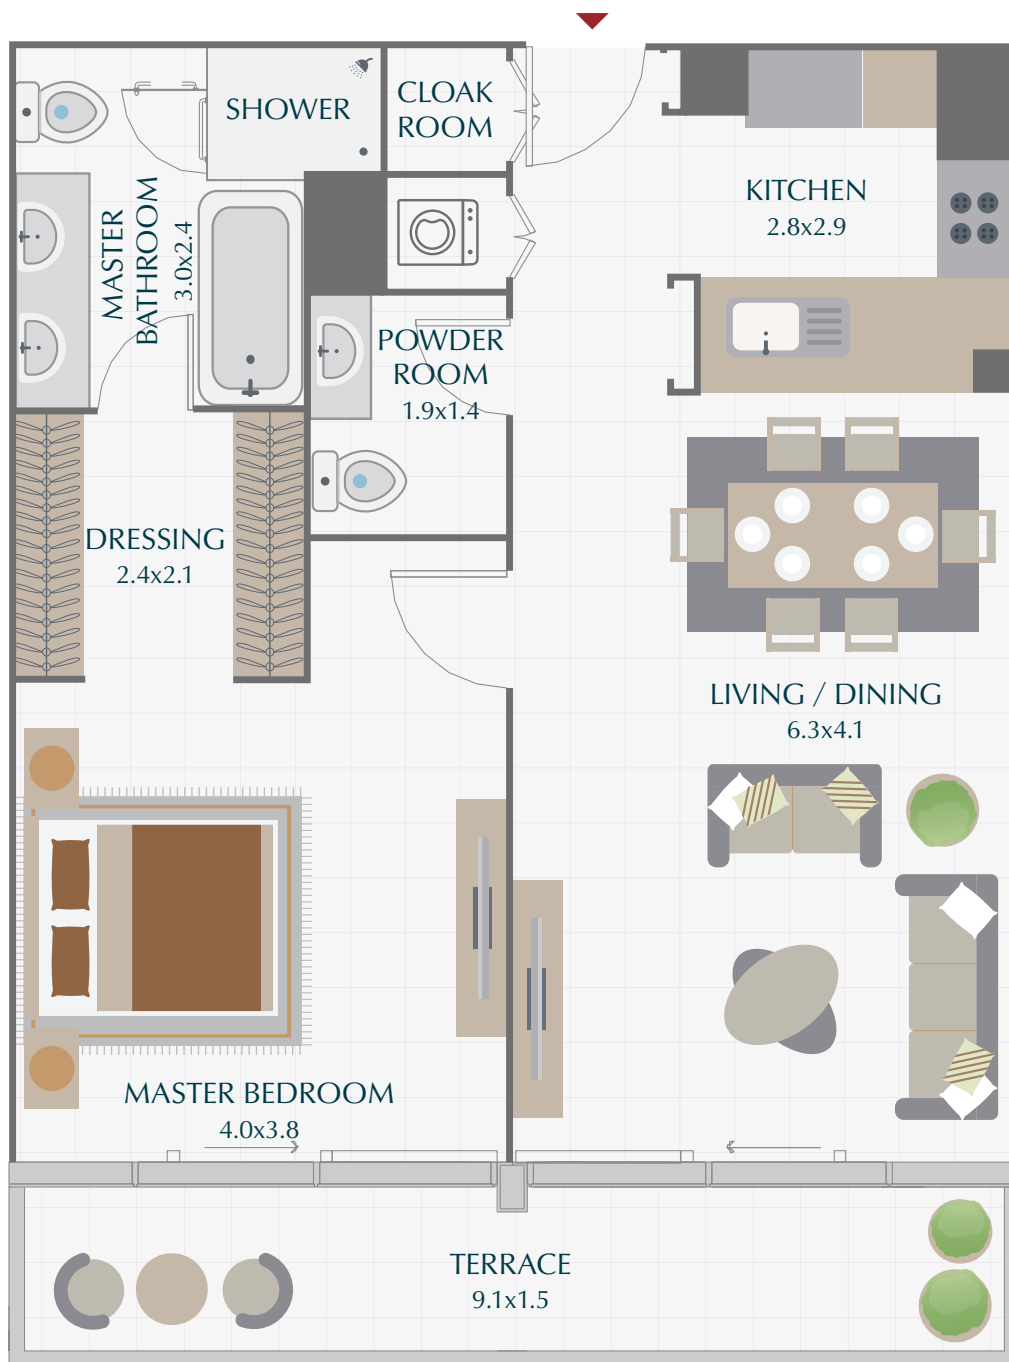 SHOWER
CLOAK
ROOM
MASTER
BATHROOM
3.0x2.4
KITCHEN
2.8x2.9
POWDER
ROOM
1.9x1.4
DRESSING
2.4x2.1
LIVING / DINING
6.3x4.1
MASTER BEDROOM
4.0x3.8
TERRACE
9.1x1.5